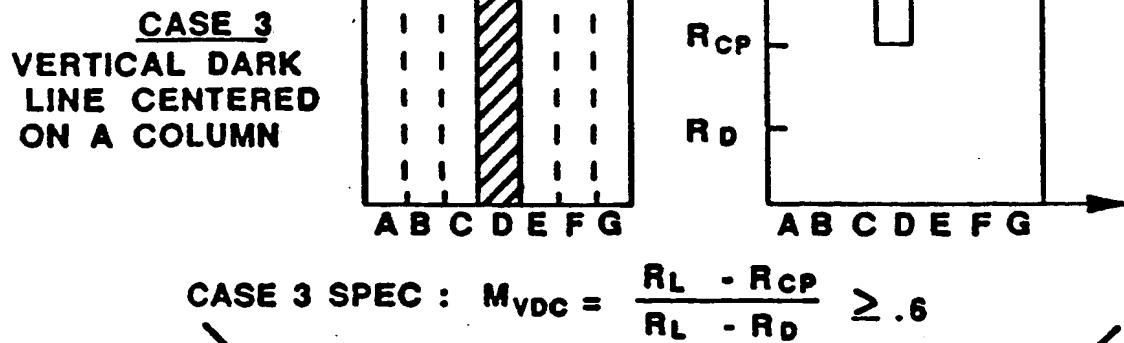 CASE 3
VERTICAL DARK
LINE CENTERED
ON A COLUMN
A B C D E F G
RCP
RD
A B C D E F G
CASE 3 SPEC : MVDC = RL - RCP / RL - RD ≥ .6